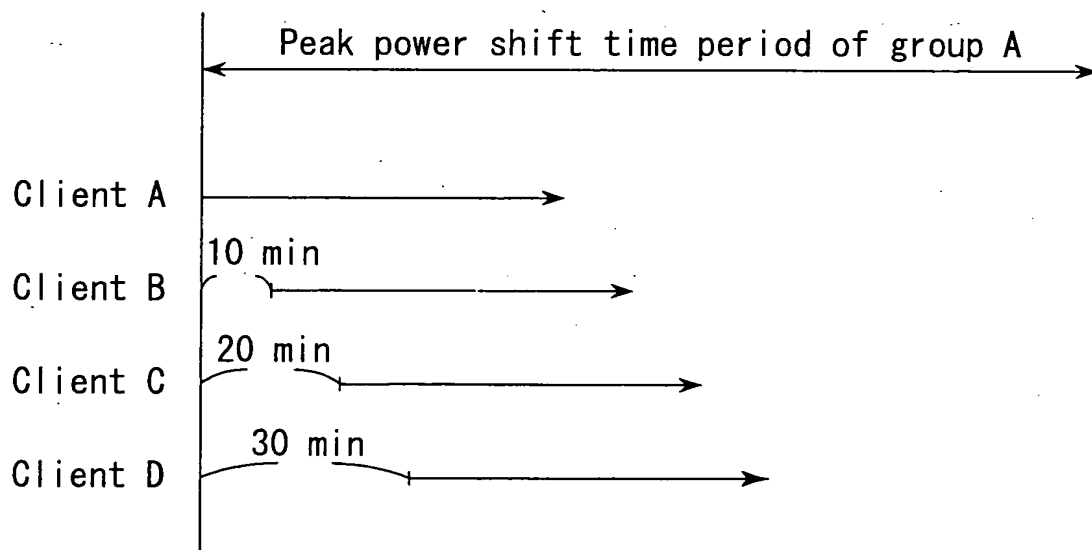 Peak power shift time period of group A
Client A
10 min
Client B
20 min
Client C
30 min
Client D